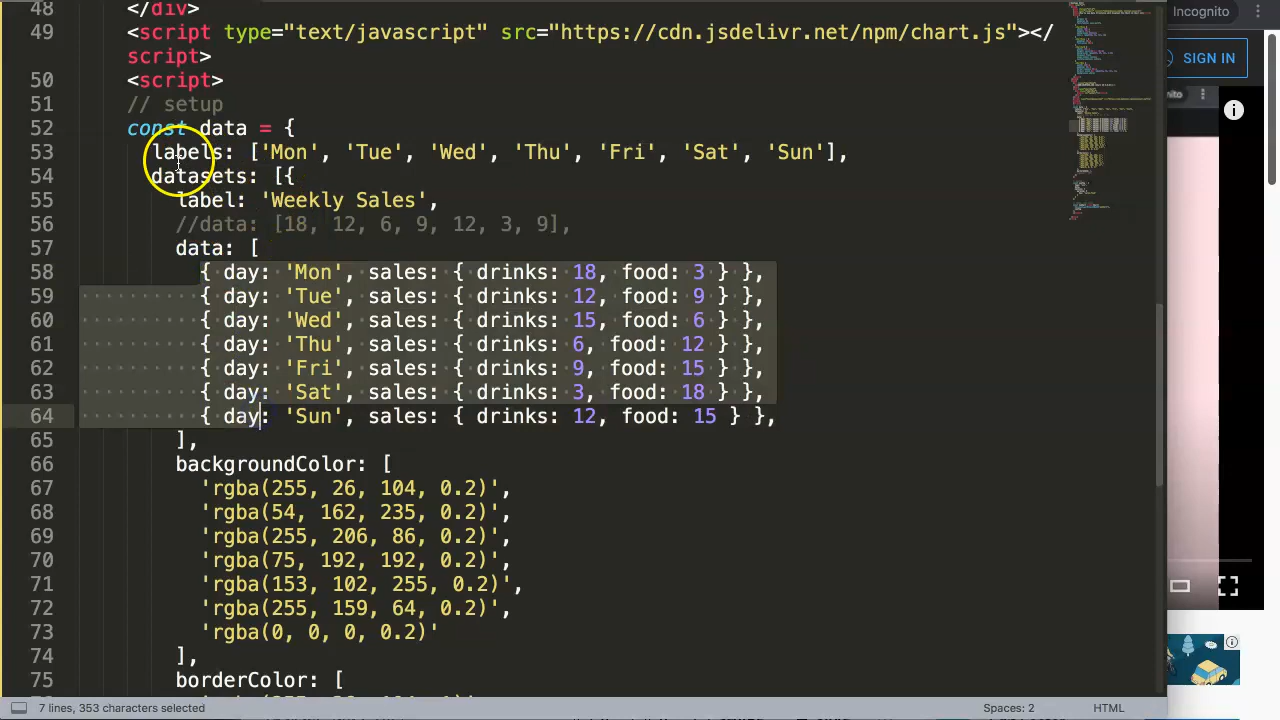 48 </div>
49 <script type="text/javascript" src="https://cdn.jsdelivr.net/npm/chart.js"></
script>
50 <script>
51 // setup
52 const data = {
53 labels: ['Mon', 'Tue', 'Wed', 'Thu', 'Fri', 'Sat', 'Sun'],
54 datasets: [{
55 label: 'Weekly Sales',
56 //data: [18, 12, 6, 9, 12, 3, 9],
57 data: [
58 { day: 'Mon', sales: { drinks: 18, food: 3 } },
59 { day: 'Tue', sales: { drinks: 12, food: 9 } },
60 { day: 'Wed', sales: { drinks: 15, food: 6 } },
61 { day: 'Thu', sales: { drinks: 6, food: 12 } },
62 { day: 'Fri', sales: { drinks: 9, food: 15 } },
63 { day: 'Sat', sales: { drinks: 3, food: 18 } },
64 { day: 'Sun', sales: { drinks: 12, food: 15 } },
65 ],
66 backgroundColor: [
67 'rgba(255, 26, 104, 0.2)',
68 'rgba(54, 162, 235, 0.2)',
69 'rgba(255, 206, 86, 0.2)',
70 'rgba(75, 192, 192, 0.2)',
71 'rgba(153, 102, 255, 0.2)',
72 'rgba(255, 159, 64, 0.2)',
73 'rgba(0, 0, 0, 0.2)'
74 ],
75 borderColor: [
7 lines, 353 characters selected
Spaces: 2
HTML
Incognito
SIGN IN